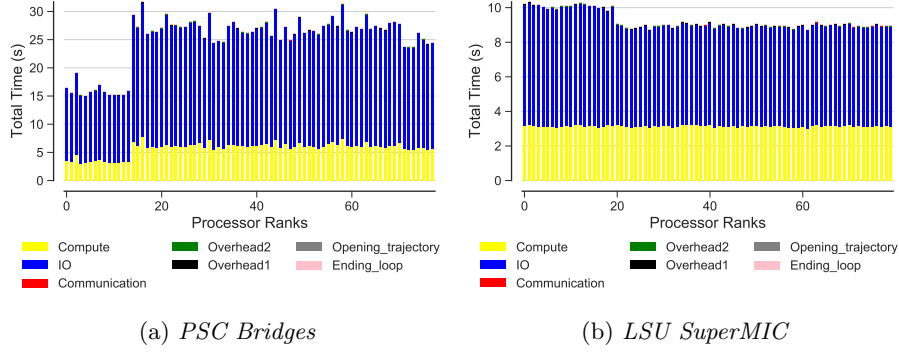 30
25
20
15
10
5
0
Total Time (s)
0 20 40 60
Processor Ranks
Compute Overhead2 Opening_trajectory
IO Overhead1 Ending_loop
Communication
(a) PSC Bridges
10
8
6
4
2
0
Total Time (s)
0 20 40 60
Processor Ranks
Compute Overhead2 Opening_trajectory
IO Overhead1 Ending_loop
Communication
(b) LSU SuperMIC